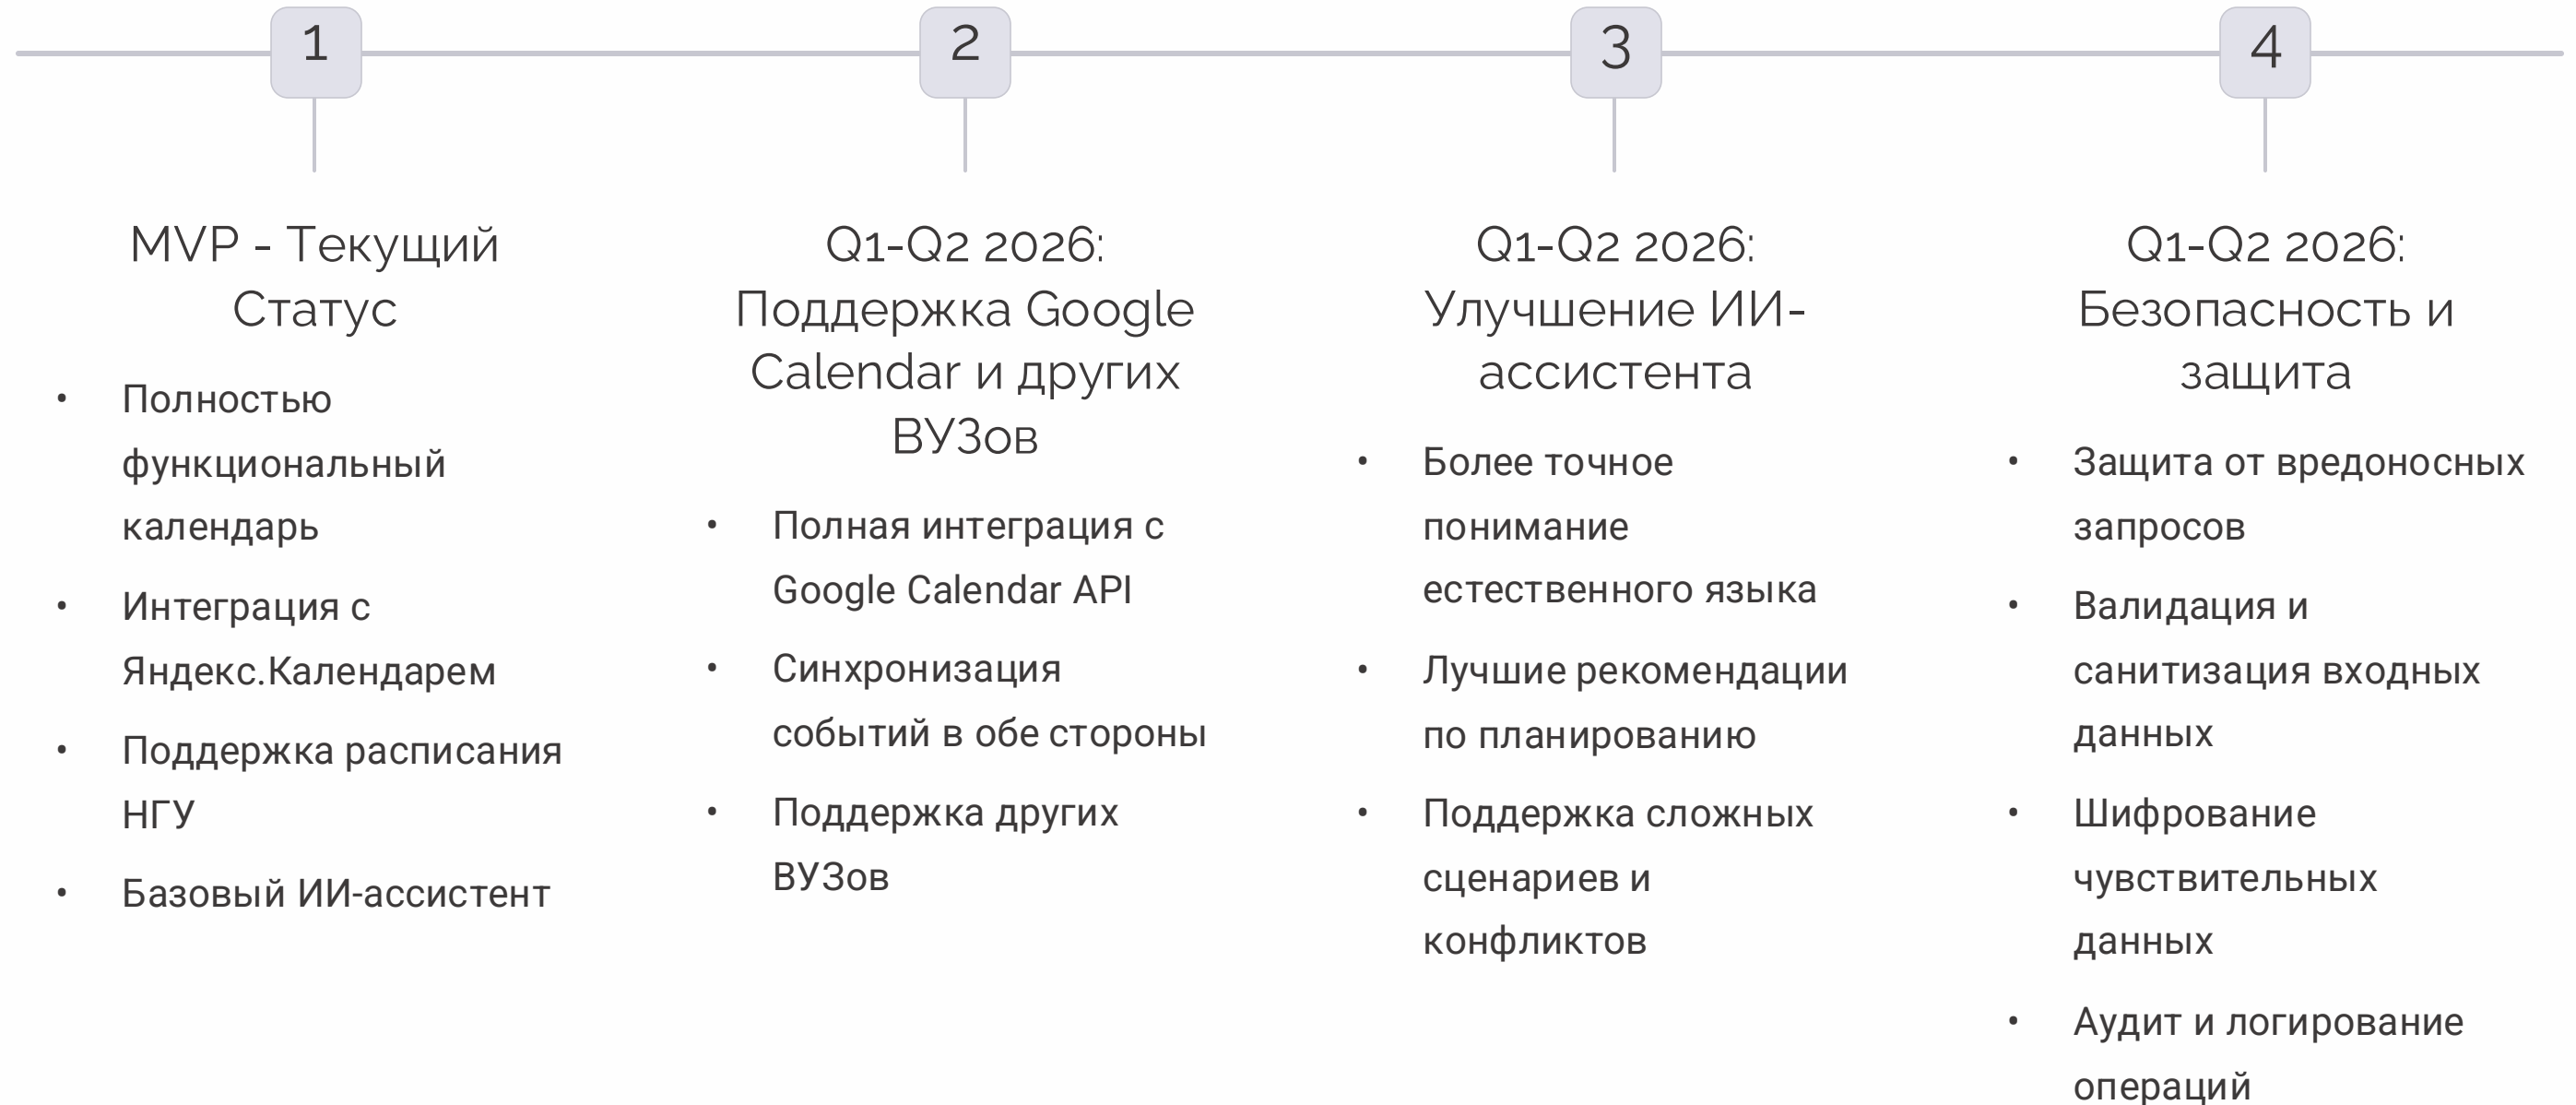 1
MVP - Текущий
Статус
• Полностью
функциональный
календарь
• Интеграция с
Яндекс.Календарем
• Поддержка расписания
НГУ
• Базовый ИИ-ассистент
2
Q1-Q2 2026:
Поддержка Google
Calendar и других
ВУЗов
• Полная интеграция с
Google Calendar API
• Синхронизация
событий в обе стороны
• Поддержка других
ВУЗов
3
Q1-Q2 2026:
Улучшение ИИ-
ассистента
• Более точное
понимание
естественного языка
• Лучшие рекомендации
по планированию
• Поддержка сложных
сценариев и
конфликтов
4
Q1-Q2 2026:
Безопасность и
защита
• Защита от вредоносных
запросов
• Валидация и
санитизация входных
данных
• Шифрование
чувствительных
данных
• Аудит и логирование
операций